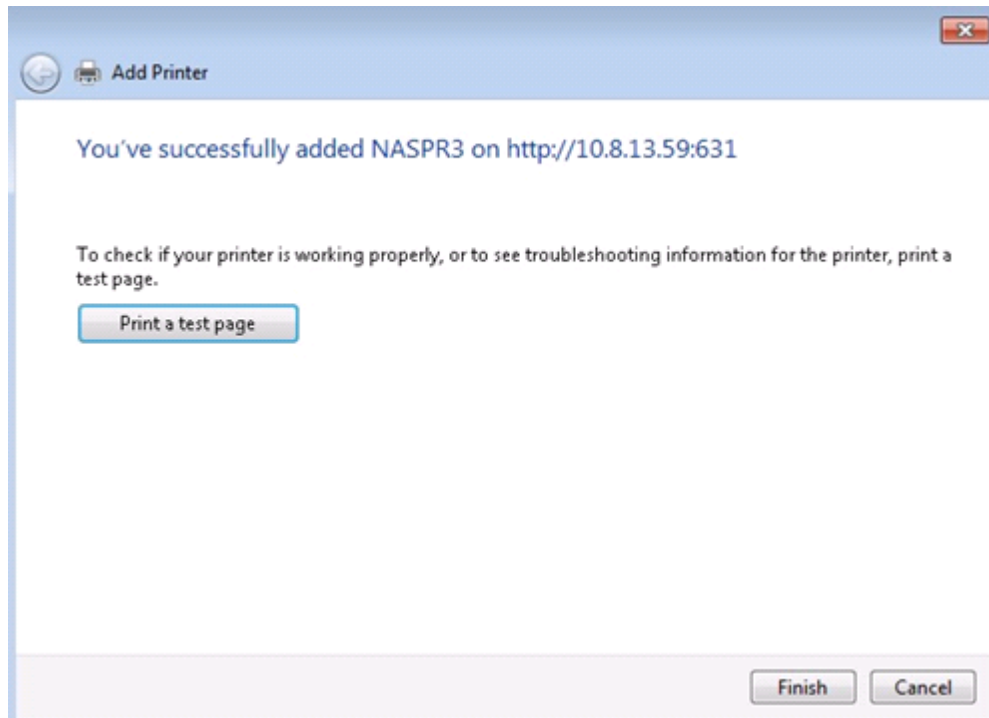 Add Printer
You've successfully added NASPR3 on http://10.8.13.59:631
To check if your printer is working properly, or to see troubleshooting information for the printer, print a
test page.
Print a test page
Finish
Cancel